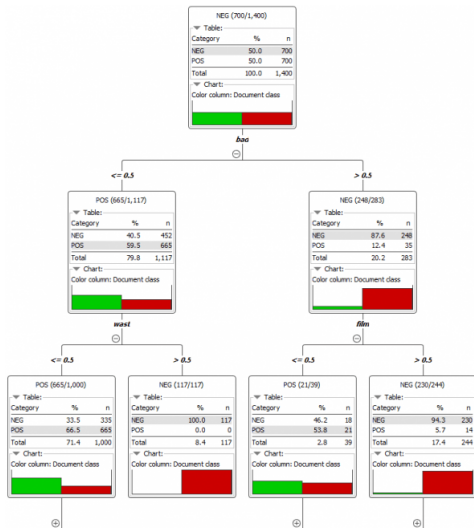 NEG (700/1,400)
Table:
Category % n
NEG 50.0 700
POS 50.0 700
Total 100.0 1,400
Chart:
Color column: Document class
bad
<= 0.5
> 0.5
POS (665/1,117)
Table:
Category % n
NEG 40.5 452
POS 59.5 665
Total 79.8 1,117
Chart:
Color column: Document class
wast
NEG (248/283)
Table:
Category % n
NEG 87.6 248
POS 12.4 35
Total 20.2 283
Chart:
Color column: Document class
film
<= 0.5
> 0.5
<= 0.5
> 0.5
POS (665/1,000)
Table:
Category % n
NEG 33.5 335
POS 66.5 665
Total 71.4 1,000
Chart:
Color column: Document class
NEG (117/117)
Table:
Category % n
NEG 100.0 117
POS 0.0 0
Total 8.4 117
Chart:
Color column: Document class
POS (21/39)
Table:
Category % n
NEG 46.2 18
POS 53.8 21
Total 2.8 39
Chart:
Color column: Document class
NEG (230/244)
Table:
Category % n
NEG 94.3 230
POS 5.7 14
Total 17.4 244
Chart:
Color column: Document class